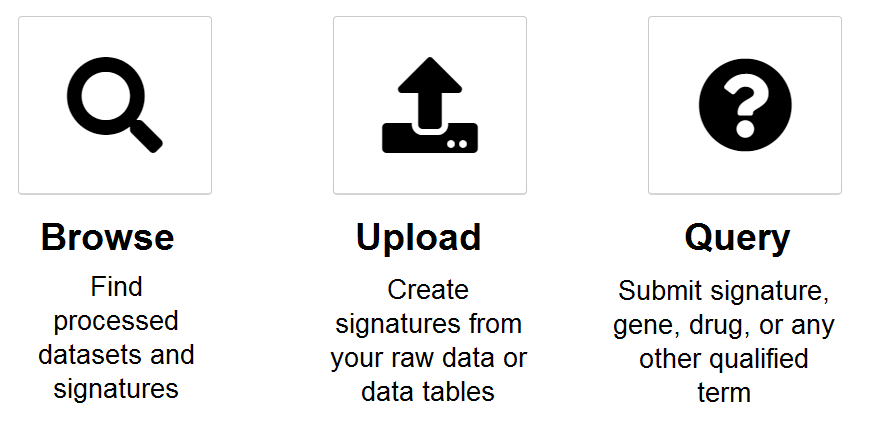 Browse
Find
processed
datasets and
signatures
Upload
Create
signatures from
your raw data or
data tables
Query
Submit signature,
gene, drug, or any
other qualified
term